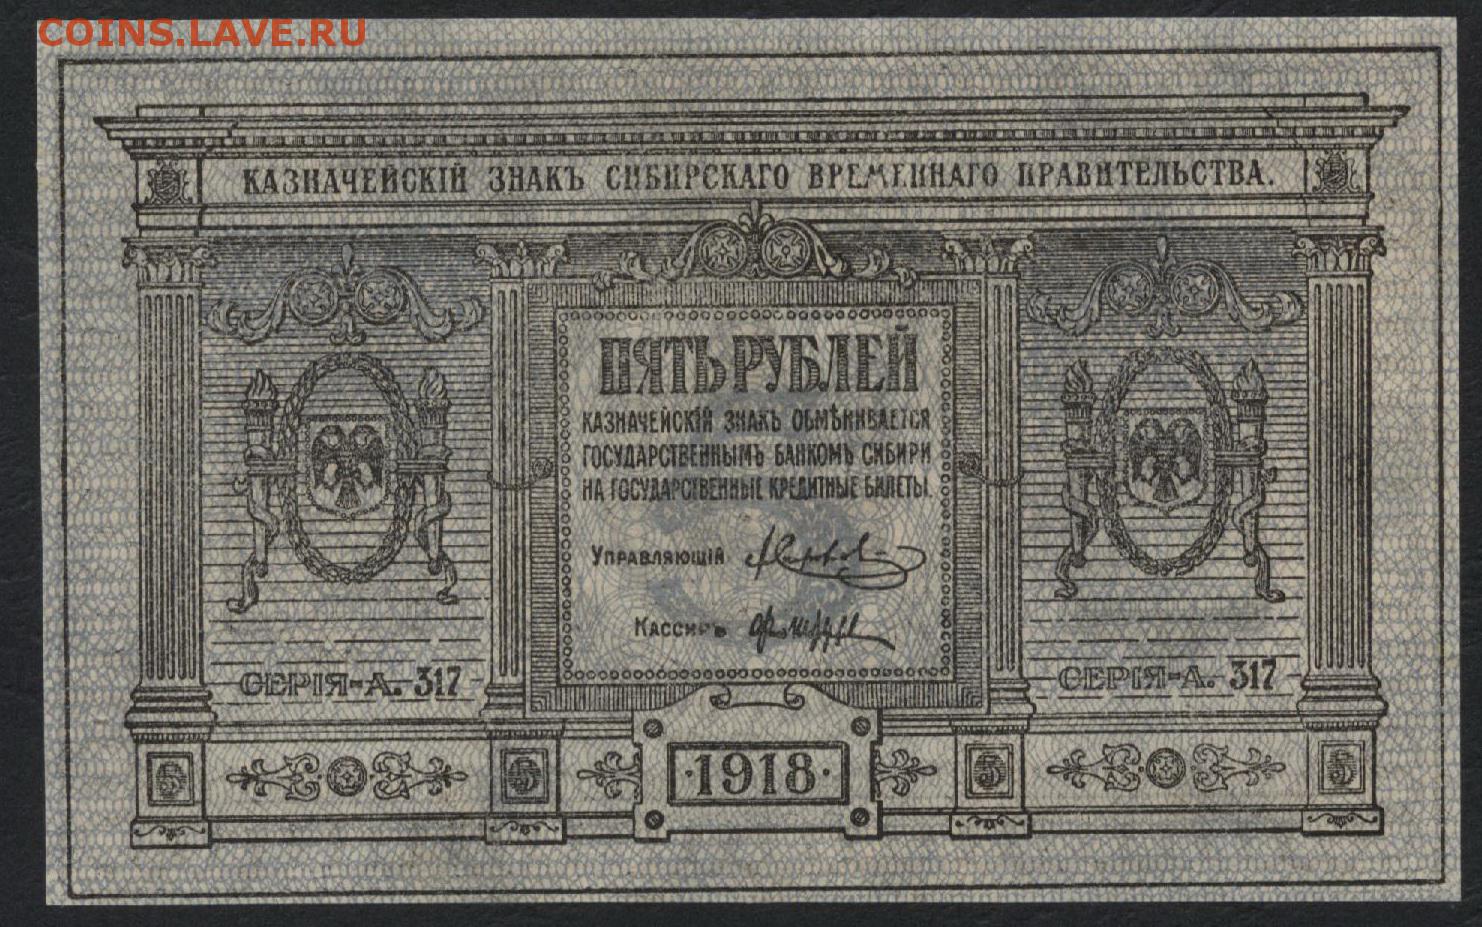 COINS.LAVE.RU
КАЗНАЧЕЙСКІЙ ЗНАКЪ СИБИРСКАГО ВРЕМЕННАГО ПРАВИТЕЛЬСТВА.
ПЯТЬ РУБЛЕЙ
КАЗНАЧЕЙСКІЙ ЗНАКЪ ОБМѢНИВАЕТСЯ
ГОСУДАРСТВЕННЫМЪ БАНКОМЪ СИБИРИ
НА ГОСУДАРСТВЕННЫЕ КРЕДИТНЫЕ БИЛЕТЫ.
УПРАВЛЯЮЩІЙ
КАССИРЪ
СЕРІЯ-А. 317
СЕРІЯ-А. 317
5
5
·1918·
5
5